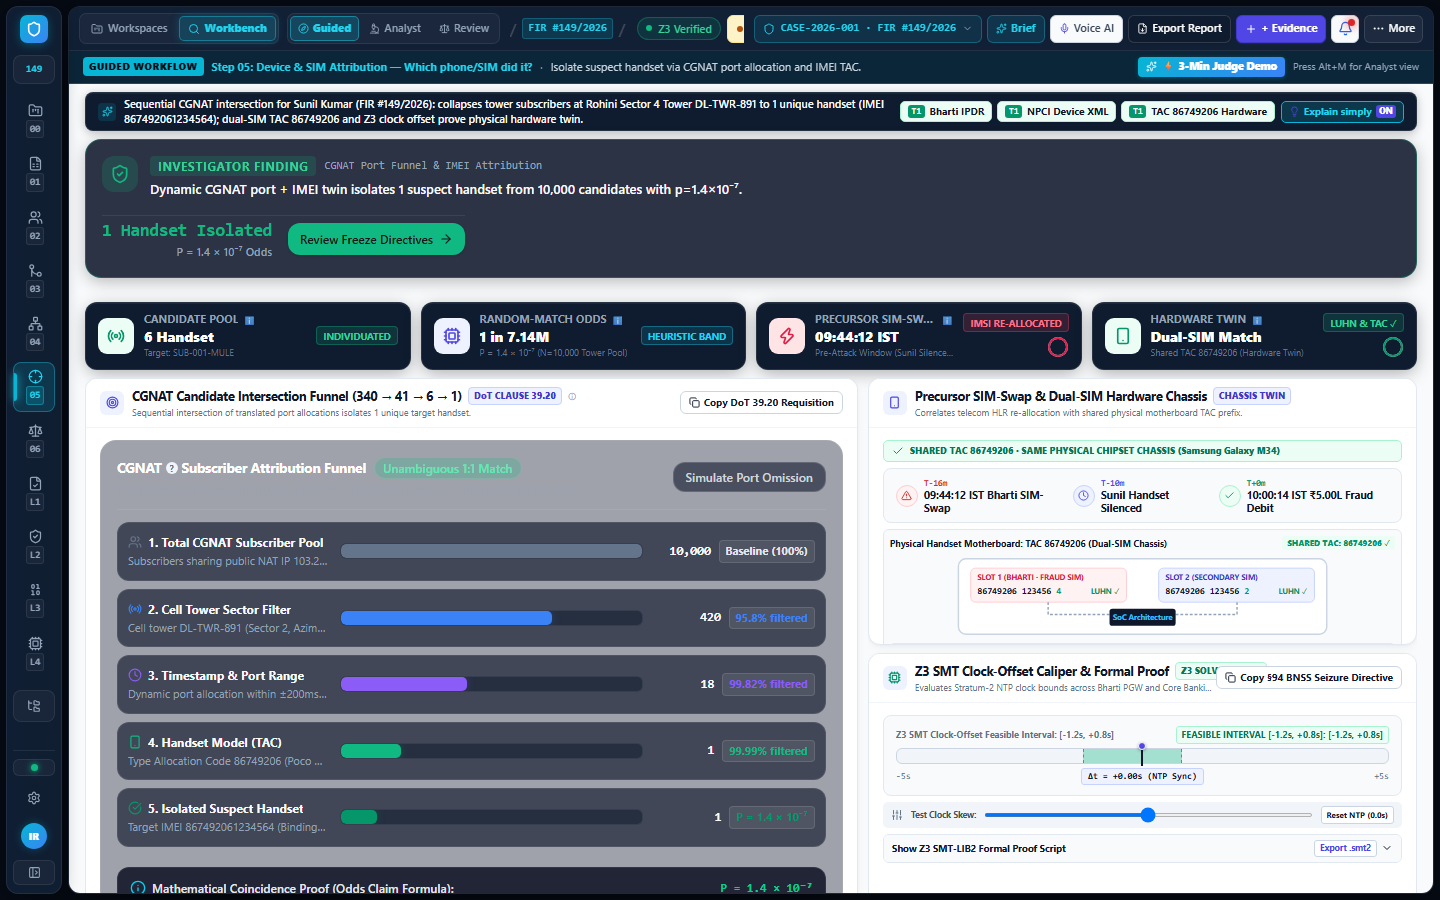 Workspaces
Workbench
Guided
Analyst
Review
/
FIR #149/2026
/
Z3 Verified
CASE-2026-001 · FIR #149/2026
Brief
Voice AI
Export Report
+ Evidence
More
GUIDED WORKFLOW
Step 05: Device & SIM Attribution — Which phone/SIM did it?
· Isolate suspect handset via CGNAT port allocation and IMEI TAC.
3-Min Judge Demo
Press Alt+M for Analyst view
149
00
01
02
03
04
05
06
L1
L2
L3
L4
IR
Sequential CGNAT intersection for Sunil Kumar (FIR #149/2026): collapses tower subscribers at Rohini Sector 4 Tower DL-TWR-891 to 1 unique handset (IMEI
867492061234564); dual-SIM TAC 86749206 and Z3 clock offset prove physical hardware twin.
T1 Bharti IPDR
T1 NPCI Device XML
T1 TAC 86749206 Hardware
Explain simply ON
INVESTIGATOR FINDING
CGNAT Port Funnel & IMEI Attribution
Dynamic CGNAT port + IMEI twin isolates 1 suspect handset from 10,000 candidates with p=1.4×10⁻⁷.
1 Handset Isolated
P = 1.4 × 10⁻⁷ Odds
Review Freeze Directives →
CANDIDATE POOL
6 Handset
Target: SUB-001-MULE
INDIVIDUATED
RANDOM-MATCH ODDS
1 in 7.14M
P = 1.4 × 10⁻⁷ (N=10,000 Tower Pool)
HEURISTIC BAND
PRECURSOR SIM-SW...
09:44:12 IST
Pre-Attack Window (Sunil Silence...
IMSI RE-ALLOCATED
HARDWARE TWIN
Dual-SIM Match
Shared TAC 86749206 (Hardware Twin)
LUHN & TAC ✓
CGNAT Candidate Intersection Funnel (340 → 41 → 6 → 1)
DoT CLAUSE 39.20
Sequential intersection of translated port allocations isolates 1 unique target handset.
Copy DoT 39.20 Requisition
CGNAT ? Subscriber Attribution Funnel
Unambiguous 1:1 Match
Simulate Port Omission
1. Total CGNAT Subscriber Pool
Subscribers sharing public NAT IP 103.2...
10,000
Baseline (100%)
2. Cell Tower Sector Filter
Cell tower DL-TWR-891 (Sector 2, Azim...
420
95.8% filtered
3. Timestamp & Port Range
Dynamic port allocation within ±200ms...
18
99.82% filtered
4. Handset Model (TAC)
Type Allocation Code 86749206 (Poco ...
1
99.99% filtered
5. Isolated Suspect Handset
Target IMEI 867492061234564 (Binding...
1
P = 1.4 × 10⁻⁷
Mathematical Coincidence Proof (Odds Claim Formula):
P = 1.4 × 10⁻⁷
Precursor SIM-Swap & Dual-SIM Hardware Chassis
CHASSIS TWIN
Correlates telecom HLR re-allocation with shared physical motherboard TAC prefix.
✓ SHARED TAC 86749206 · SAME PHYSICAL CHIPSET CHASSIS (Samsung Galaxy M34)
T-16m
09:44:12 IST Bharti SIM-
Swap
T-10m
Sunil Handset
Silenced
T+0m
10:00:14 IST ₹5.00L Fraud
Debit
Physical Handset Motherboard: TAC 86749206 (Dual-SIM Chassis)
SHARED TAC: 86749206 ✓
SLOT 1 (BHARTI - FRAUD SIM)
86749206 123456 4
LUHN ✓
SLOT 2 (SECONDARY SIM)
86749206 123456 2
LUHN ✓
SoC Architecture
Z3 SMT Clock-Offset Caliper & Formal Proof
Z3 SOLV
Evaluates Stratum-2 NTP clock bounds across Bharti PGW and Core Banki...
Copy §94 BNSS Seizure Directive
Z3 SMT Clock-Offset Feasible Interval: [-1.2s, +0.8s]
FEASIBLE INTERVAL [-1.2s, +0.8s]: [-1.2s, +0.8s]
-5s
Δt = +0.00s (NTP Sync)
+5s
Test Clock Skew:
Reset NTP (0.0s)
Show Z3 SMT-LIB2 Formal Proof Script
Export .smt2